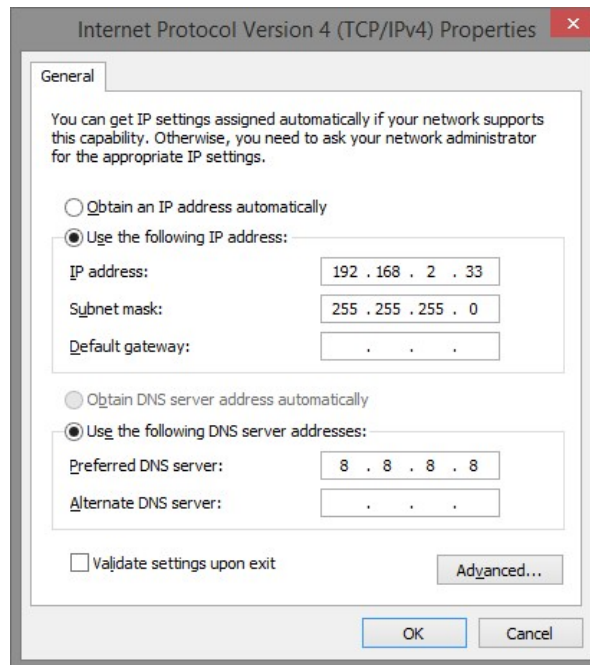 Internet Protocol Version 4 (TCP/IPv4) Properties
General
You can get IP settings assigned automatically if your network supports
this capability. Otherwise, you need to ask your network administrator
for the appropriate IP settings.
Obtain an IP address automatically
Use the following IP address:
IP address: 192 . 168 . 2 . 33
Subnet mask: 255 . 255 . 255 . 0
Default gateway: . . .
Obtain DNS server address automatically
Use the following DNS server addresses:
Preferred DNS server: 8 . 8 . 8 . 8
Alternate DNS server: . . .
Validate settings upon exit
Advanced...
OK Cancel